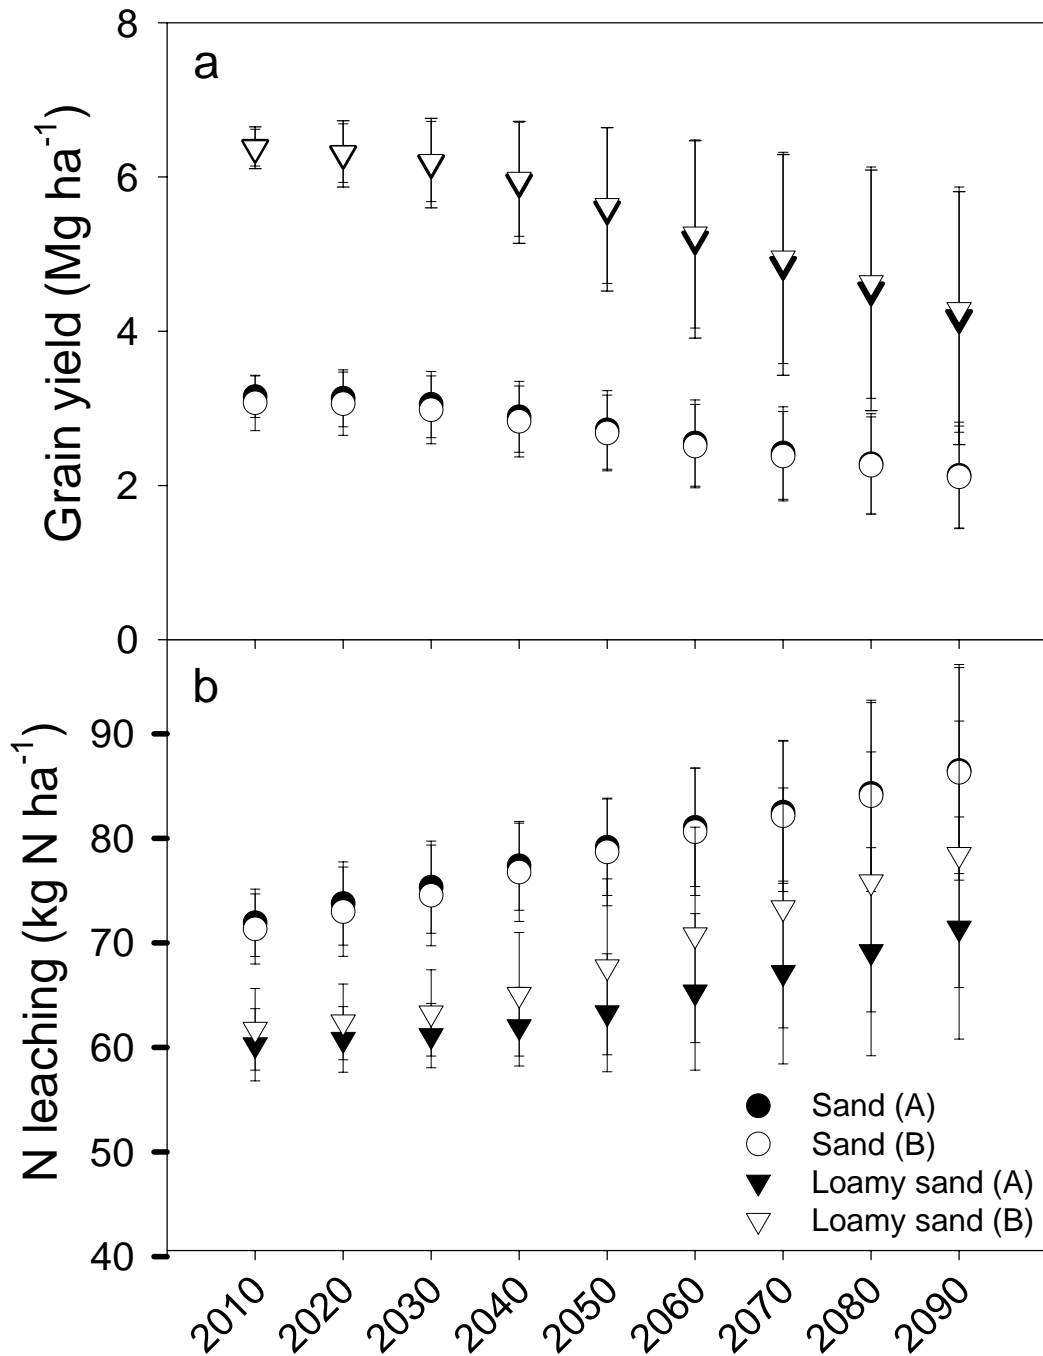 a
Grain yield (Mg ha⁻¹)
8
6
4
2
0
b
N leaching (kg N ha⁻¹)
90
80
70
60
50
40
Sand (A)
Sand (B)
Loamy sand (A)
Loamy sand (B)
2010 2020 2030 2040 2050 2060 2070 2080 2090